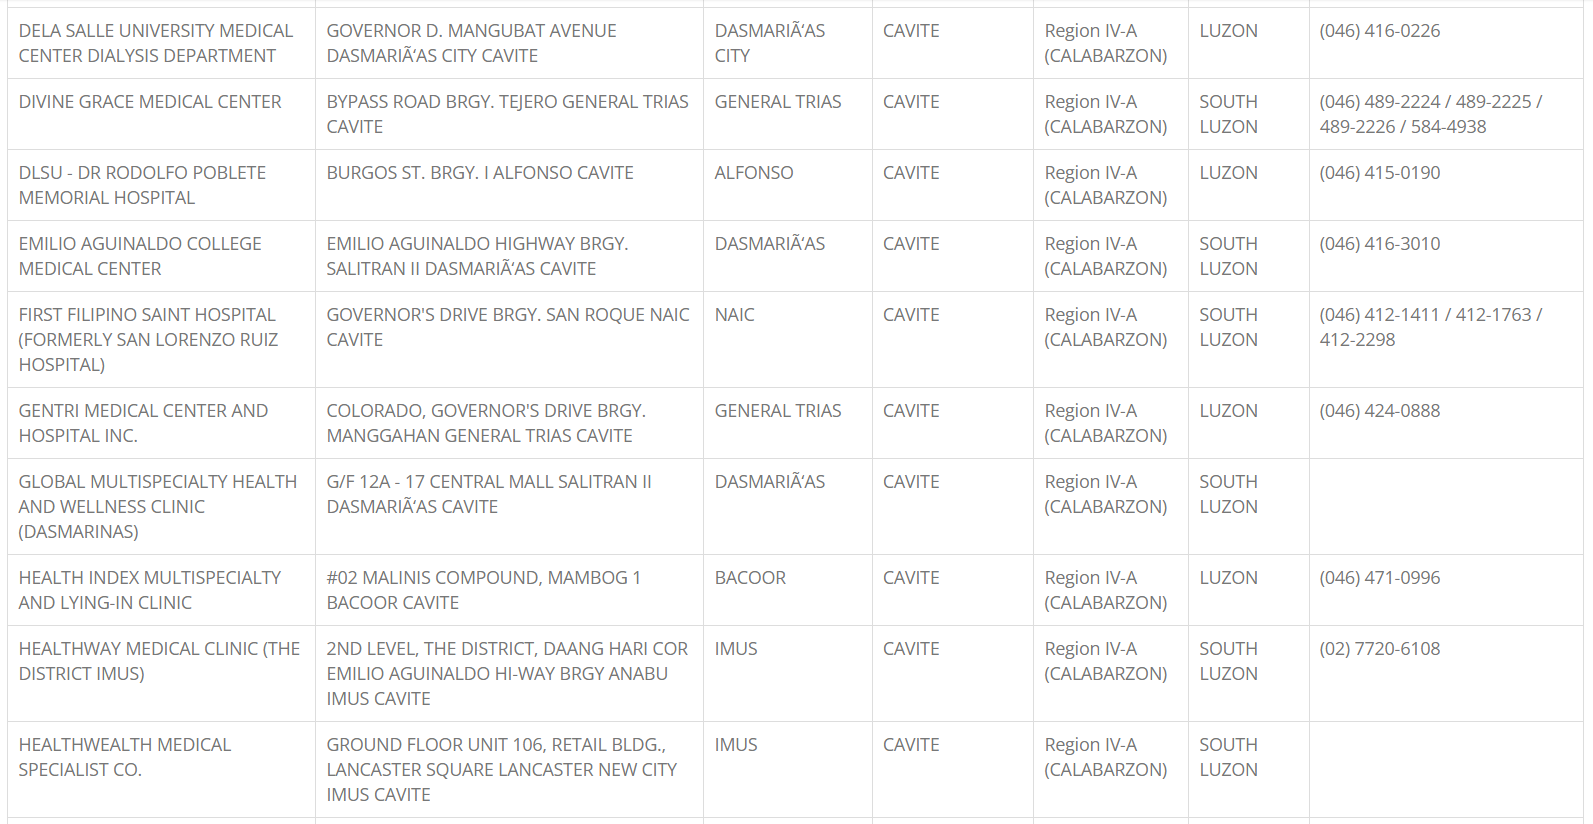 DELA SALLE UNIVERSITY MEDICAL
CENTER DIALYSIS DEPARTMENT
GOVERNOR D. MANGUBAT AVENUE
DASMARIÃ‘AS CITY CAVITE
DASMARIÃ‘AS
CITY
CAVITE
Region IV-A
(CALABARZON)
LUZON
(046) 416-0226
DIVINE GRACE MEDICAL CENTER
BYPASS ROAD BRGY. TEJERO GENERAL TRIAS
CAVITE
GENERAL TRIAS
CAVITE
Region IV-A
(CALABARZON)
SOUTH
LUZON
(046) 489-2224 / 489-2225 /
489-2226 / 584-4938
DLSU - DR RODOLFO POBLETE
MEMORIAL HOSPITAL
BURGOS ST. BRGY. I ALFONSO CAVITE
ALFONSO
CAVITE
Region IV-A
(CALABARZON)
LUZON
(046) 415-0190
EMILIO AGUINALDO COLLEGE
MEDICAL CENTER
EMILIO AGUINALDO HIGHWAY BRGY.
SALITRAN II DASMARIÃ‘AS CAVITE
DASMARIÃ‘AS
CAVITE
Region IV-A
(CALABARZON)
SOUTH
LUZON
(046) 416-3010
FIRST FILIPINO SAINT HOSPITAL
(FORMERLY SAN LORENZO RUIZ
HOSPITAL)
GOVERNOR'S DRIVE BRGY. SAN ROQUE NAIC
CAVITE
NAIC
CAVITE
Region IV-A
(CALABARZON)
SOUTH
LUZON
(046) 412-1411 / 412-1763 /
412-2298
GENTRI MEDICAL CENTER AND
HOSPITAL INC.
COLORADO, GOVERNOR'S DRIVE BRGY.
MANGGAHAN GENERAL TRIAS CAVITE
GENERAL TRIAS
CAVITE
Region IV-A
(CALABARZON)
LUZON
(046) 424-0888
GLOBAL MULTISPECIALTY HEALTH
AND WELLNESS CLINIC
(DASMARINAS)
G/F 12A - 17 CENTRAL MALL SALITRAN II
DASMARIÃ‘AS CAVITE
DASMARIÃ‘AS
CAVITE
Region IV-A
(CALABARZON)
SOUTH
LUZON
HEALTH INDEX MULTISPECIALTY
AND LYING-IN CLINIC
#02 MALINIS COMPOUND, MAMBOG 1
BACOOR CAVITE
BACOOR
CAVITE
Region IV-A
(CALABARZON)
LUZON
(046) 471-0996
HEALTHWAY MEDICAL CLINIC (THE
DISTRICT IMUS)
2ND LEVEL, THE DISTRICT, DAANG HARI COR
EMILIO AGUINALDO HI-WAY BRGY ANABU
IMUS CAVITE
IMUS
CAVITE
Region IV-A
(CALABARZON)
SOUTH
LUZON
(02) 7720-6108
HEALTHWEALTH MEDICAL
SPECIALIST CO.
GROUND FLOOR UNIT 106, RETAIL BLDG.,
LANCASTER SQUARE LANCASTER NEW CITY
IMUS CAVITE
IMUS
CAVITE
Region IV-A
(CALABARZON)
SOUTH
LUZON